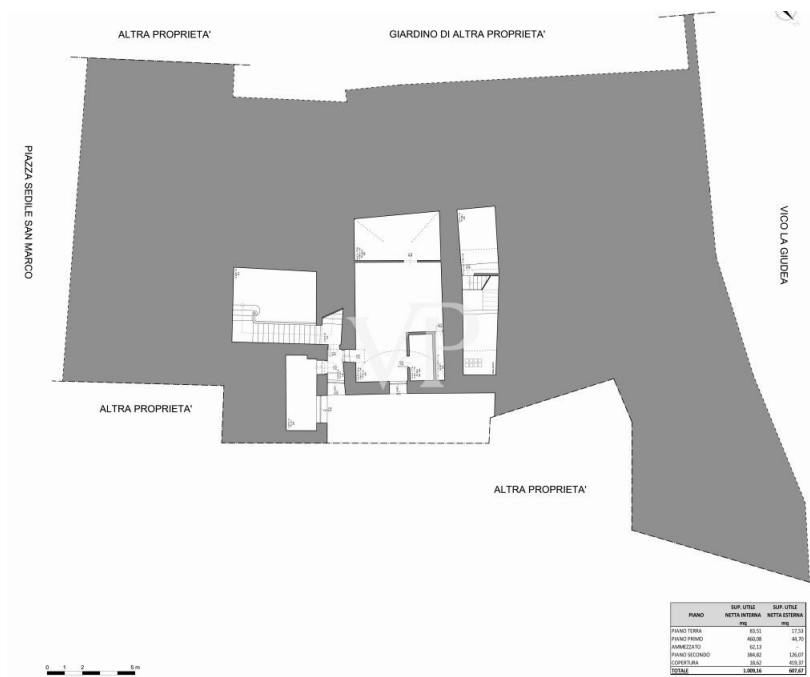 ALTRA PROPRIETA'
GIARDINO DI ALTRA PROPRIETA'
PIAZZA SEDILE SAN MARCO
VICO LA GIUDEA
VP
ALTRA PROPRIETA'
ALTRA PROPRIETA'
0 1 2 5 m
PIANO SUP. UTILE NETTA INTERNA mq SUP. UTILE NETTA ESTERNA mq
PIANO TERRA 83,51 17,53
PIANO PRIMO 460,08 44,70
AMMEZZATO 62,13 -
PIANO SECONDO 384,82 126,07
COPERTURA 18,62 419,37
TOTALE 1.009,16 607,67